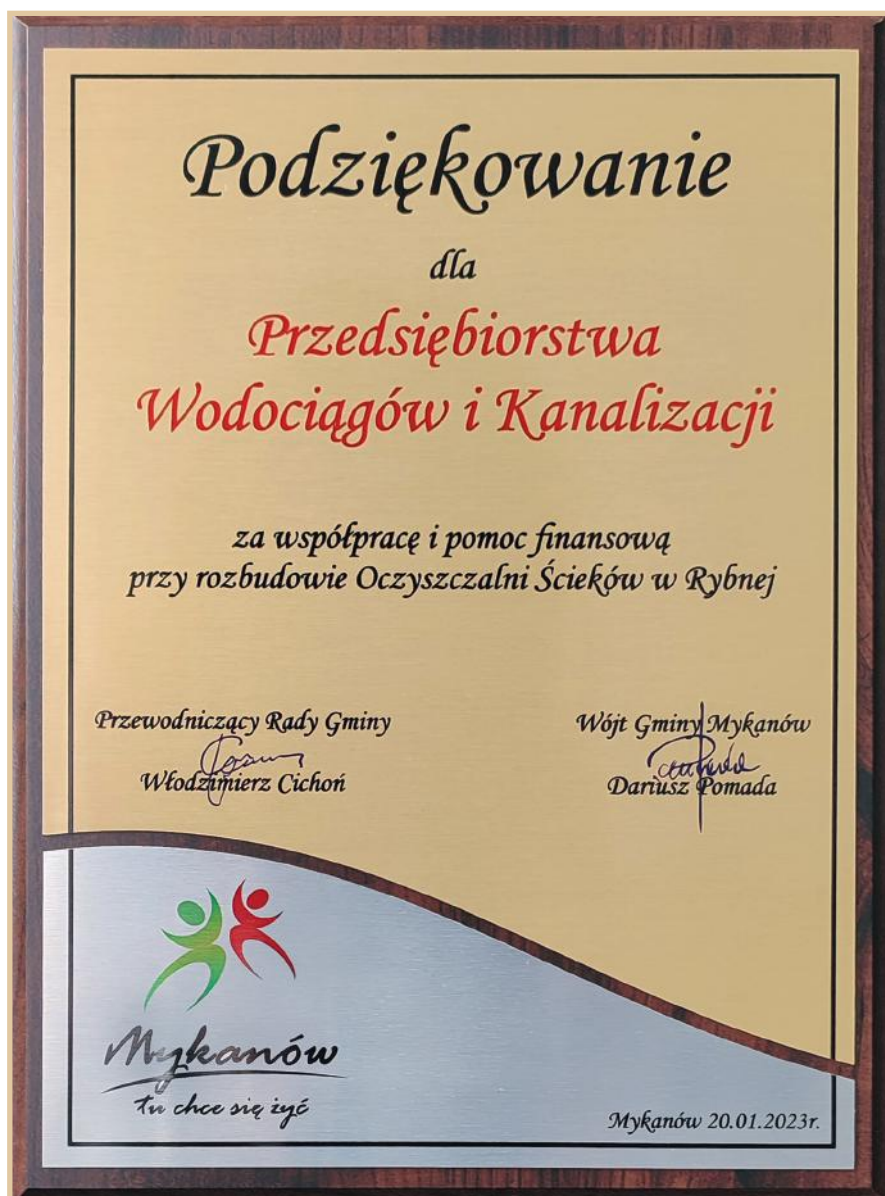 Podziękowanie
dla
Przedsiębiorstwa
Wodociągów i Kanalizacji
za współpracę i pomoc finansową
przy rozbudowie Oczyszczalni Ścieków w Rybnej
Przewodniczący Rady Gminy
Włodzimierz Cichoń
Wójt Gminy Mykanów
Dariusz Pomada
Mykanów
tu chce się żyć
Mykanów 20.01.2023r.